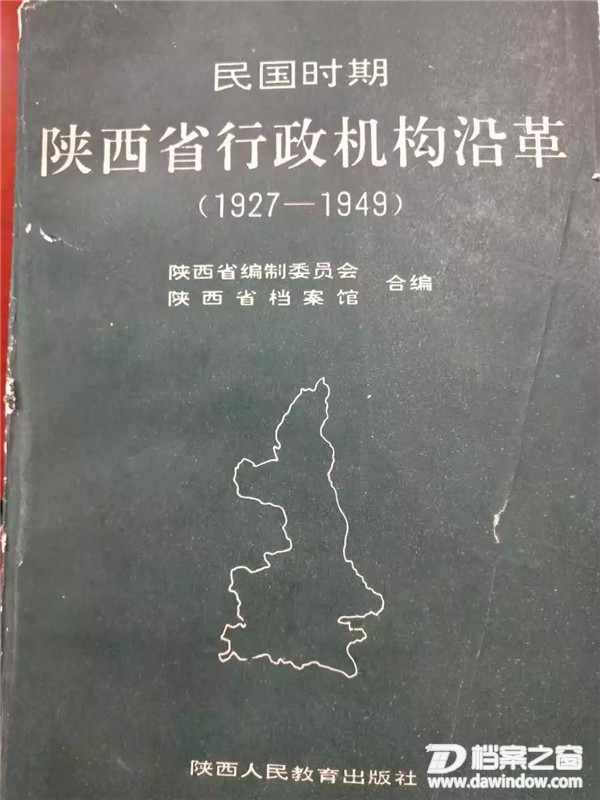 民国时期
陕西省行政机构沿革
（1927—1949）
陕西省编制委员会
陕西省档案馆
合编
陕西人民教育出版社
档案之窗
www.dawindow.com